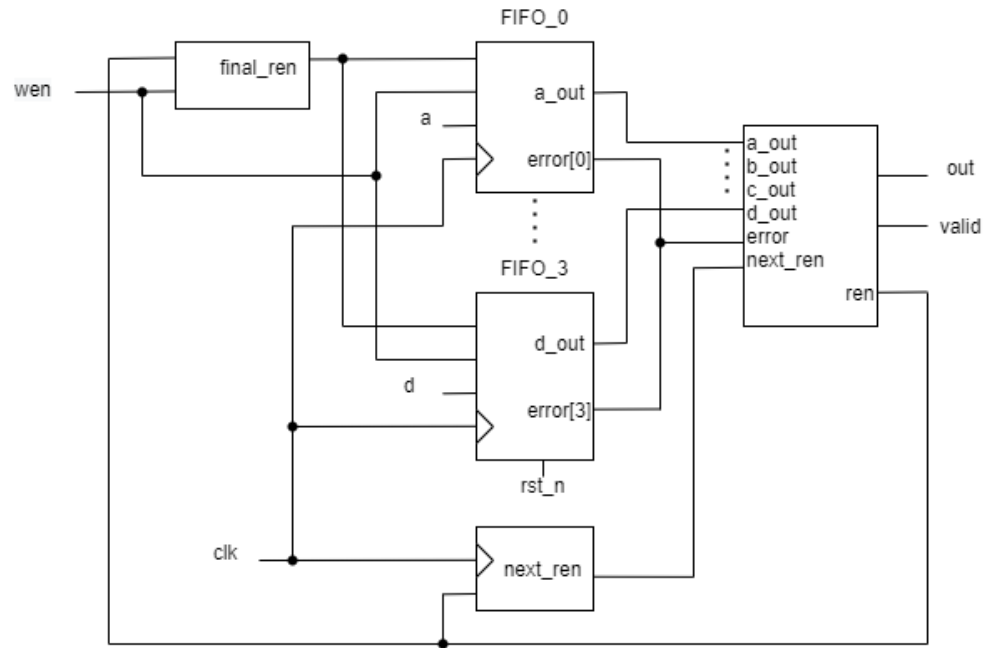 FIFO_0
final_ren
wen
a_out
a
error[0]
a_out
b_out
c_out
d_out
error
next_ren
ren
out
valid
FIFO_3
d_out
d
error[3]
rst_n
clk
next_ren